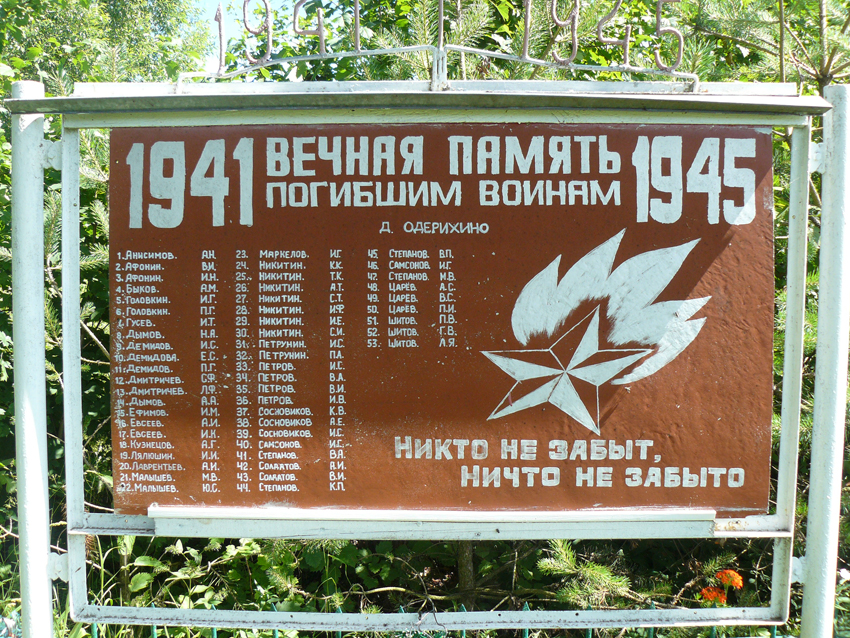 1941 1945
1941 ВЕЧНАЯ ПАМЯТЬ 1945
ПОГИБШИМ ВОИНАМ
Д. ОДЕРИХИНО
1. АНИСИМОВ. А.Н.
2. АФОНИН. В.И.
3. АФОНИН. И.Н.
4. БЫКОВ. А.М.
5. ГОЛОВКИН. И.Г.
6. ГОЛОВКИН. П.Г.
7. ГУСЕВ. И.Т.
8. ДЫМОВ. Н.А.
9. ДЕМИДОВ. И.С.
10. ДЕМИДОВА. Е.С.
11. ДЕМИДОВ. П.Г.
12. ДМИТРИЧЕВ. С.Ф.
13. ДМИТРИЧЕВ.
14. ДЫМОВ. А.А.
15. ЕФИМОВ. И.М.
16. ЕВСЕЕВ. А.И.
17. ЕВСЕЕВ. И.К.
18. КУЗНЕЦОВ. А.Г.
19. ЛЯЛЮШИН. И.И.
20. ЛАВРЕНТЬЕВ. А.И.
21. МАЛЫШЕВ. М.В.
22. МАЛЫШЕВ. Ю.С.
23. МАРКЕЛОВ. И.Г.
24. НИКИТИН. К.К.
25. НИКИТИН. Т.К.
26. НИКИТИН. А.Т.
27. НИКИТИН. С.Т.
28. НИКИТИН. И.Ф.
29. НИКИТИН. И.Е.
30. НИКИТИН. С.И.
31. ПЕТРУНИН. И.С.
32. ПЕТРУНИН. П.А.
33. ПЕТРОВ. И.С.
34. ПЕТРОВ. В.А.
35. ПЕТРОВ. В.И.
36. ПЕТРОВ. И.В.
37. СОСНОВИКОВ. К.В.
38. СОСНОВИКОВ. А.Е.
39. СОСНОВИКОВ. И.С.
40. САМСОНОВ. И.С.
41. СТЕПАНОВ. В.А.
42. СОЛДАТОВ. А.И.
43. СОЛДАТОВ. В.И.
44. СТЕПАНОВ. К.П.
45. СТЕПАНОВ. В.П.
46. САМСОНОВ. И.Г.
47. СТЕПАНОВ. И.В.
48. ЦАРЁВ. А.С.
49. ЦАРЁВ. В.С.
50. ЦАРЁВ. П.И.
51. ШИТОВ. П.В.
52. ШИТОВ. Г.В.
53. ШИТОВ. Л.Я.
НИКТО НЕ ЗАБЫТ,
НИЧТО НЕ ЗАБЫТО